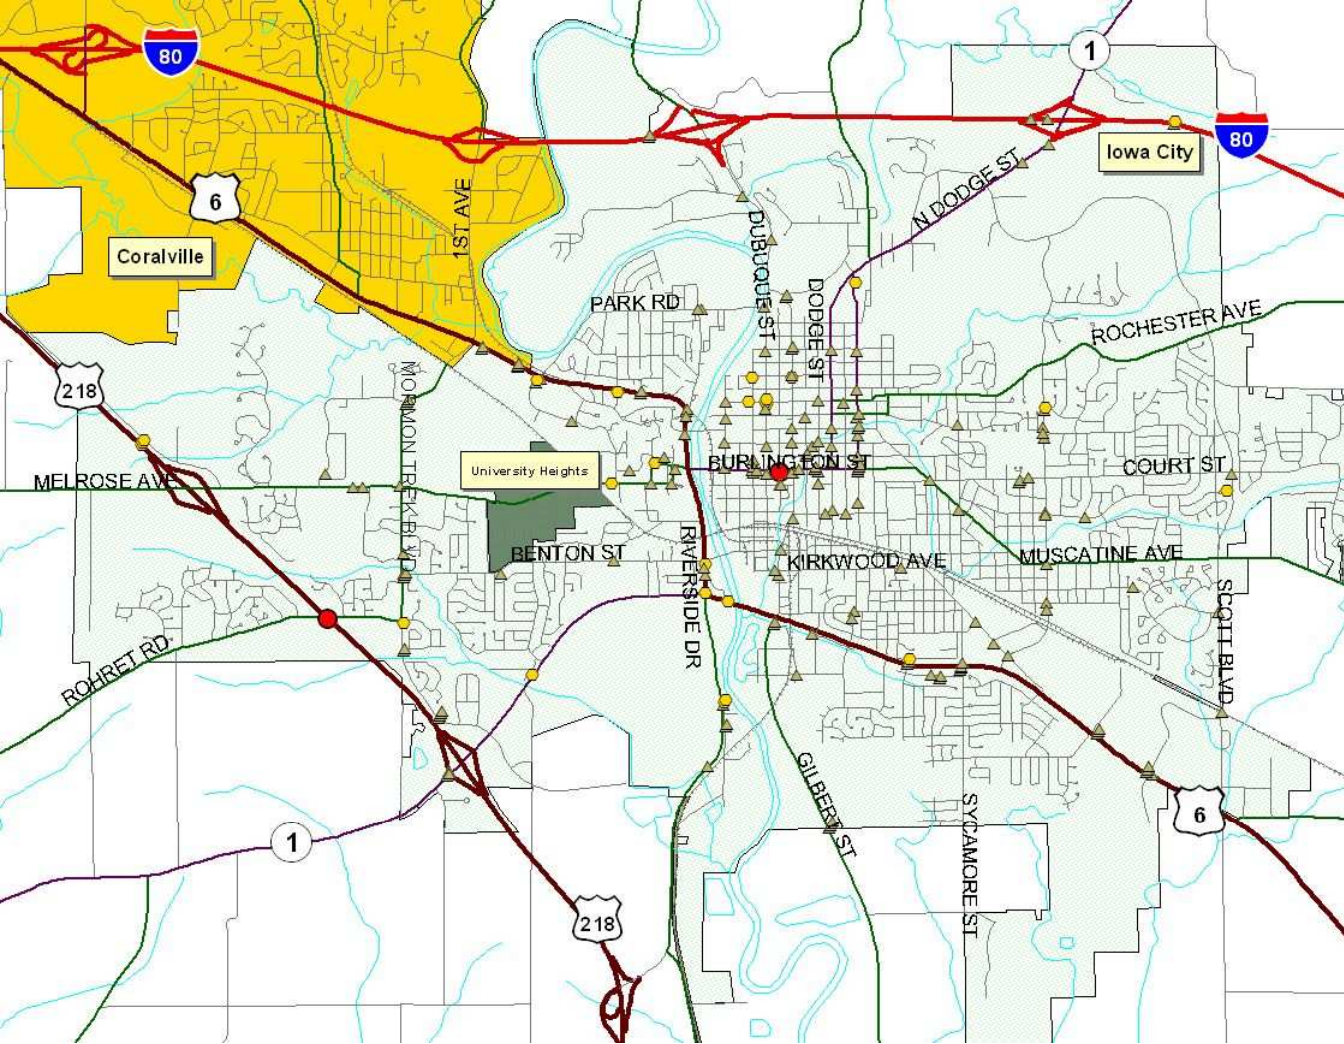 1
80
80
Iowa City
6
1ST AVE
N DODGE ST
Coralville
DUBUQUE ST
PARK RD
DODGE ST
ROCHESTER AVE
218
MORMON TREK BLVD
University Heights
BURLINGTON ST
COURT ST
MELROSE AVE
BENTON ST
RIVERSIDE DR
KIRKWOOD AVE
MUSCATINE AVE
SCOTT BLVD
ROHRET RD
GILBERT ST
SYCAMORE ST
6
1
218